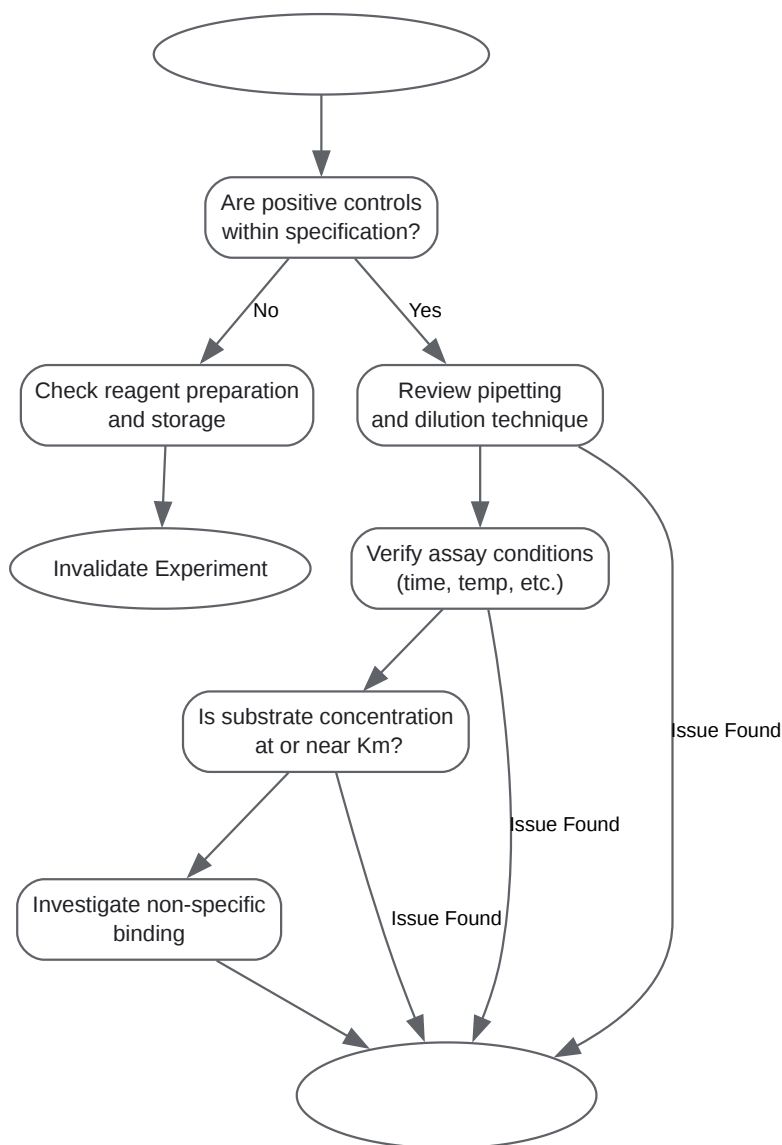 Are positive controls
within specification?
No
Yes
Check reagent preparation
and storage
Review pipetting
and dilution technique
Invalidate Experiment
Verify assay conditions
(time, temp, etc.)
Is substrate concentration
at or near Km?
Issue Found
Issue Found
Investigate non-specific
binding
Issue Found